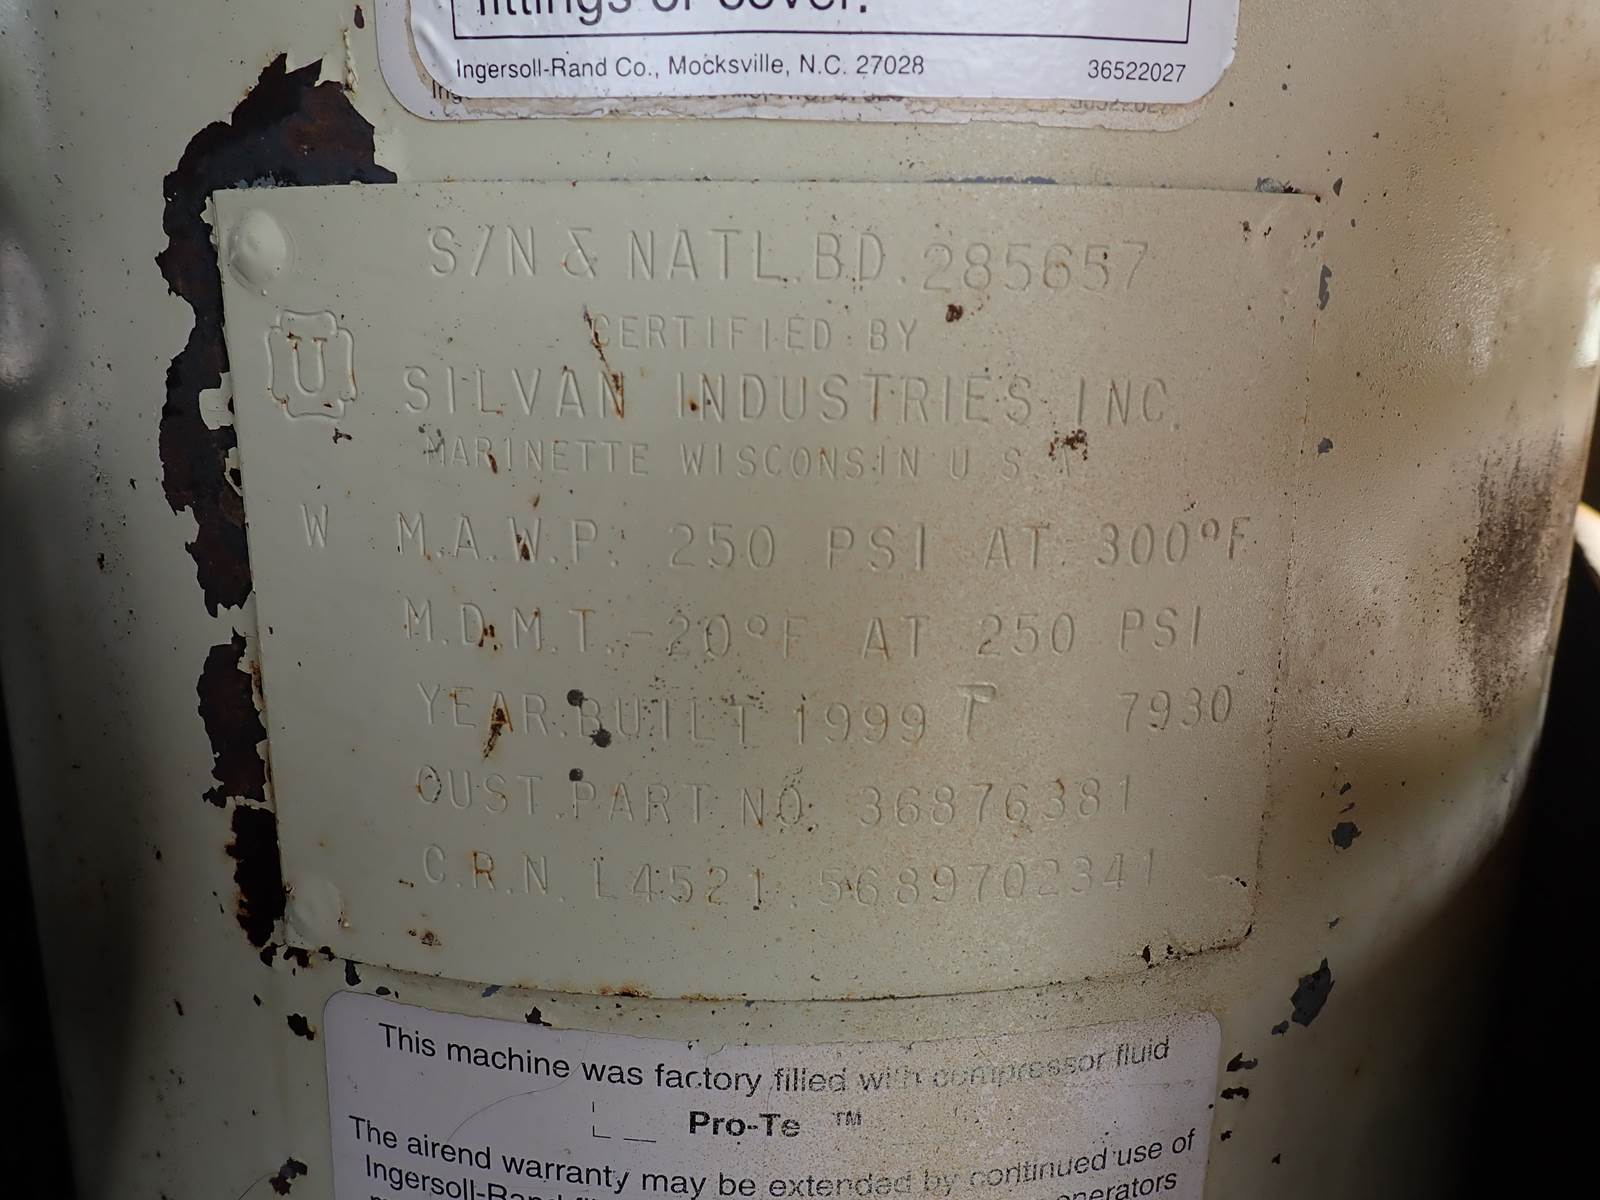 fittings or cover.
Ingersoll-Rand Co., Mocksville, N.C. 27028 36522027
S/N & NATL.BD.285657
CERTIFIED BY
U
SILVAN INDUSTRIES INC.
MARINETTE WISCONSIN U.S.A.
W M.A.W.P. 250 PSI AT 300°F
M.D.M.T.-20°F AT 250 PSI
YEAR BUILT 1999 T 7930
CUST.PART NO. 36876381
C.R.N. L4521.5689702341
This machine was factory filled with compressor fluid
Pro-Te ™
The airend warranty may be extended by continued use of
Ingersoll-Rand